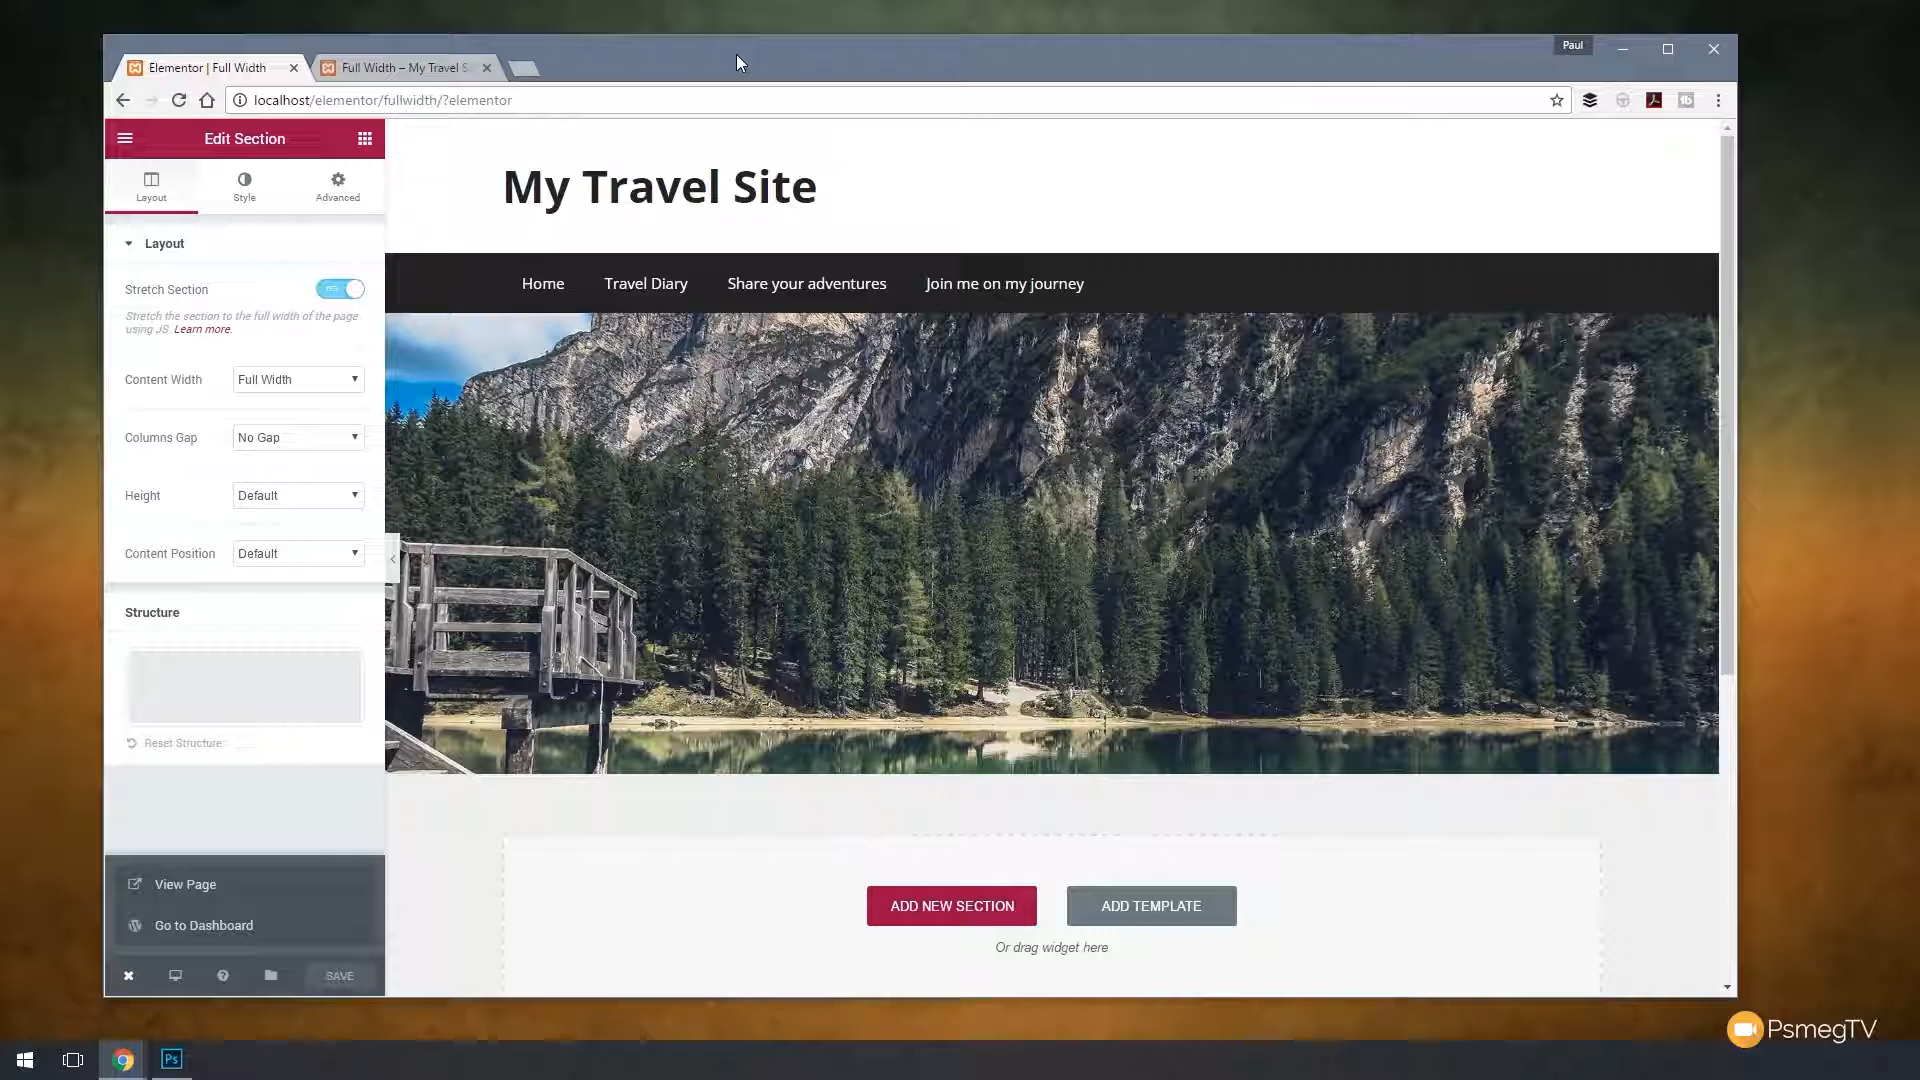 Paul
Elementor | Full Width
Full Width – My Travel S
localhost/elementor/fullwidth/?elementor
Edit Section
Layout
Style
Advanced
Layout
Stretch Section
Stretch the section to the full width of the page
using JS. Learn more.
Content Width
Full Width
Columns Gap
No Gap
Height
Default
Content Position
Default
Structure
Reset Structure
View Page
Go to Dashboard
SAVE
My Travel Site
Home
Travel Diary
Share your adventures
Join me on my journey
ADD NEW SECTION
ADD TEMPLATE
Or drag widget here
PsmegTV
Ps